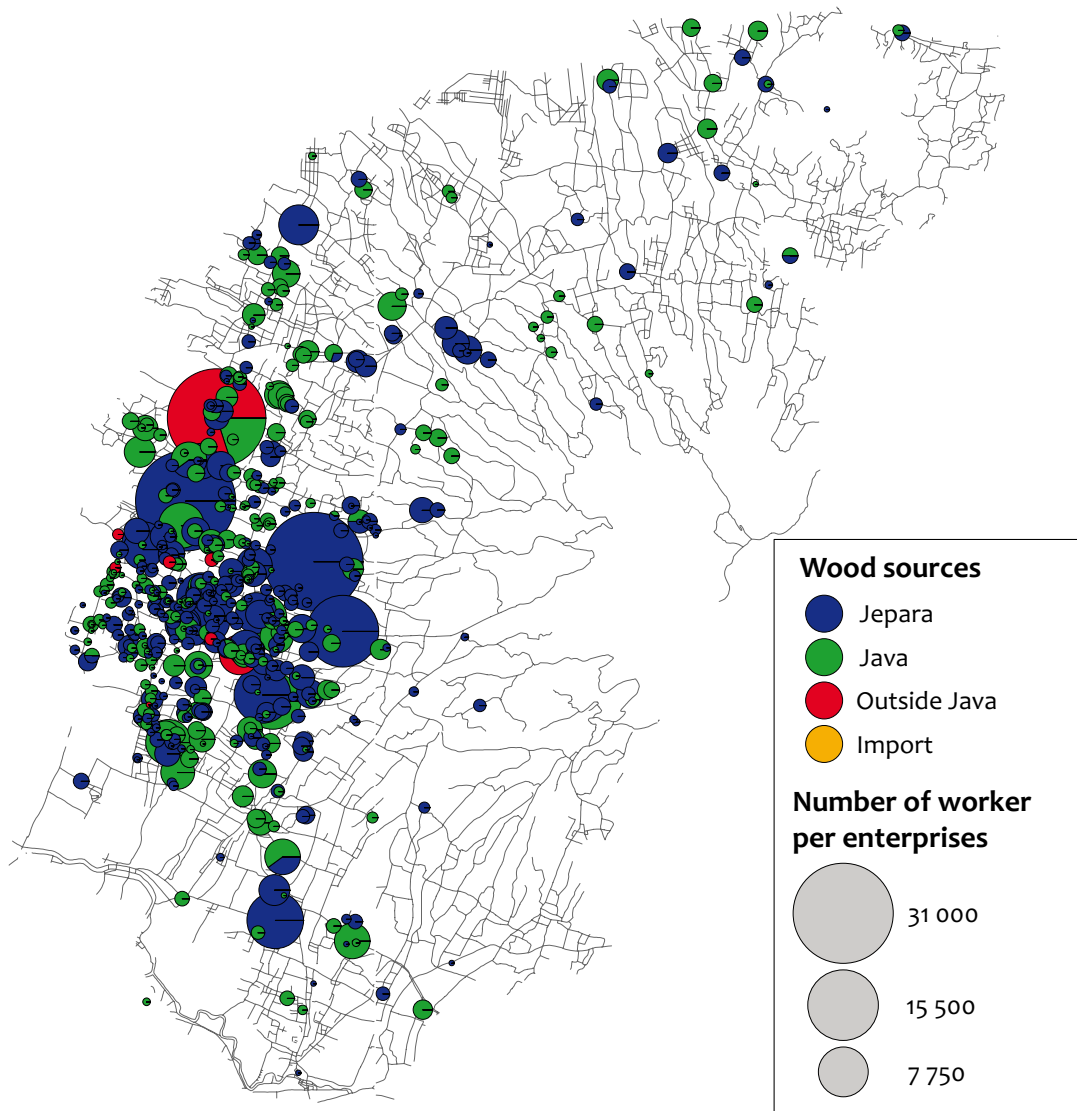 Wood sources
Jepara
Java
Outside Java
Import
Number of worker
per enterprises
31 000
15 500
7 750